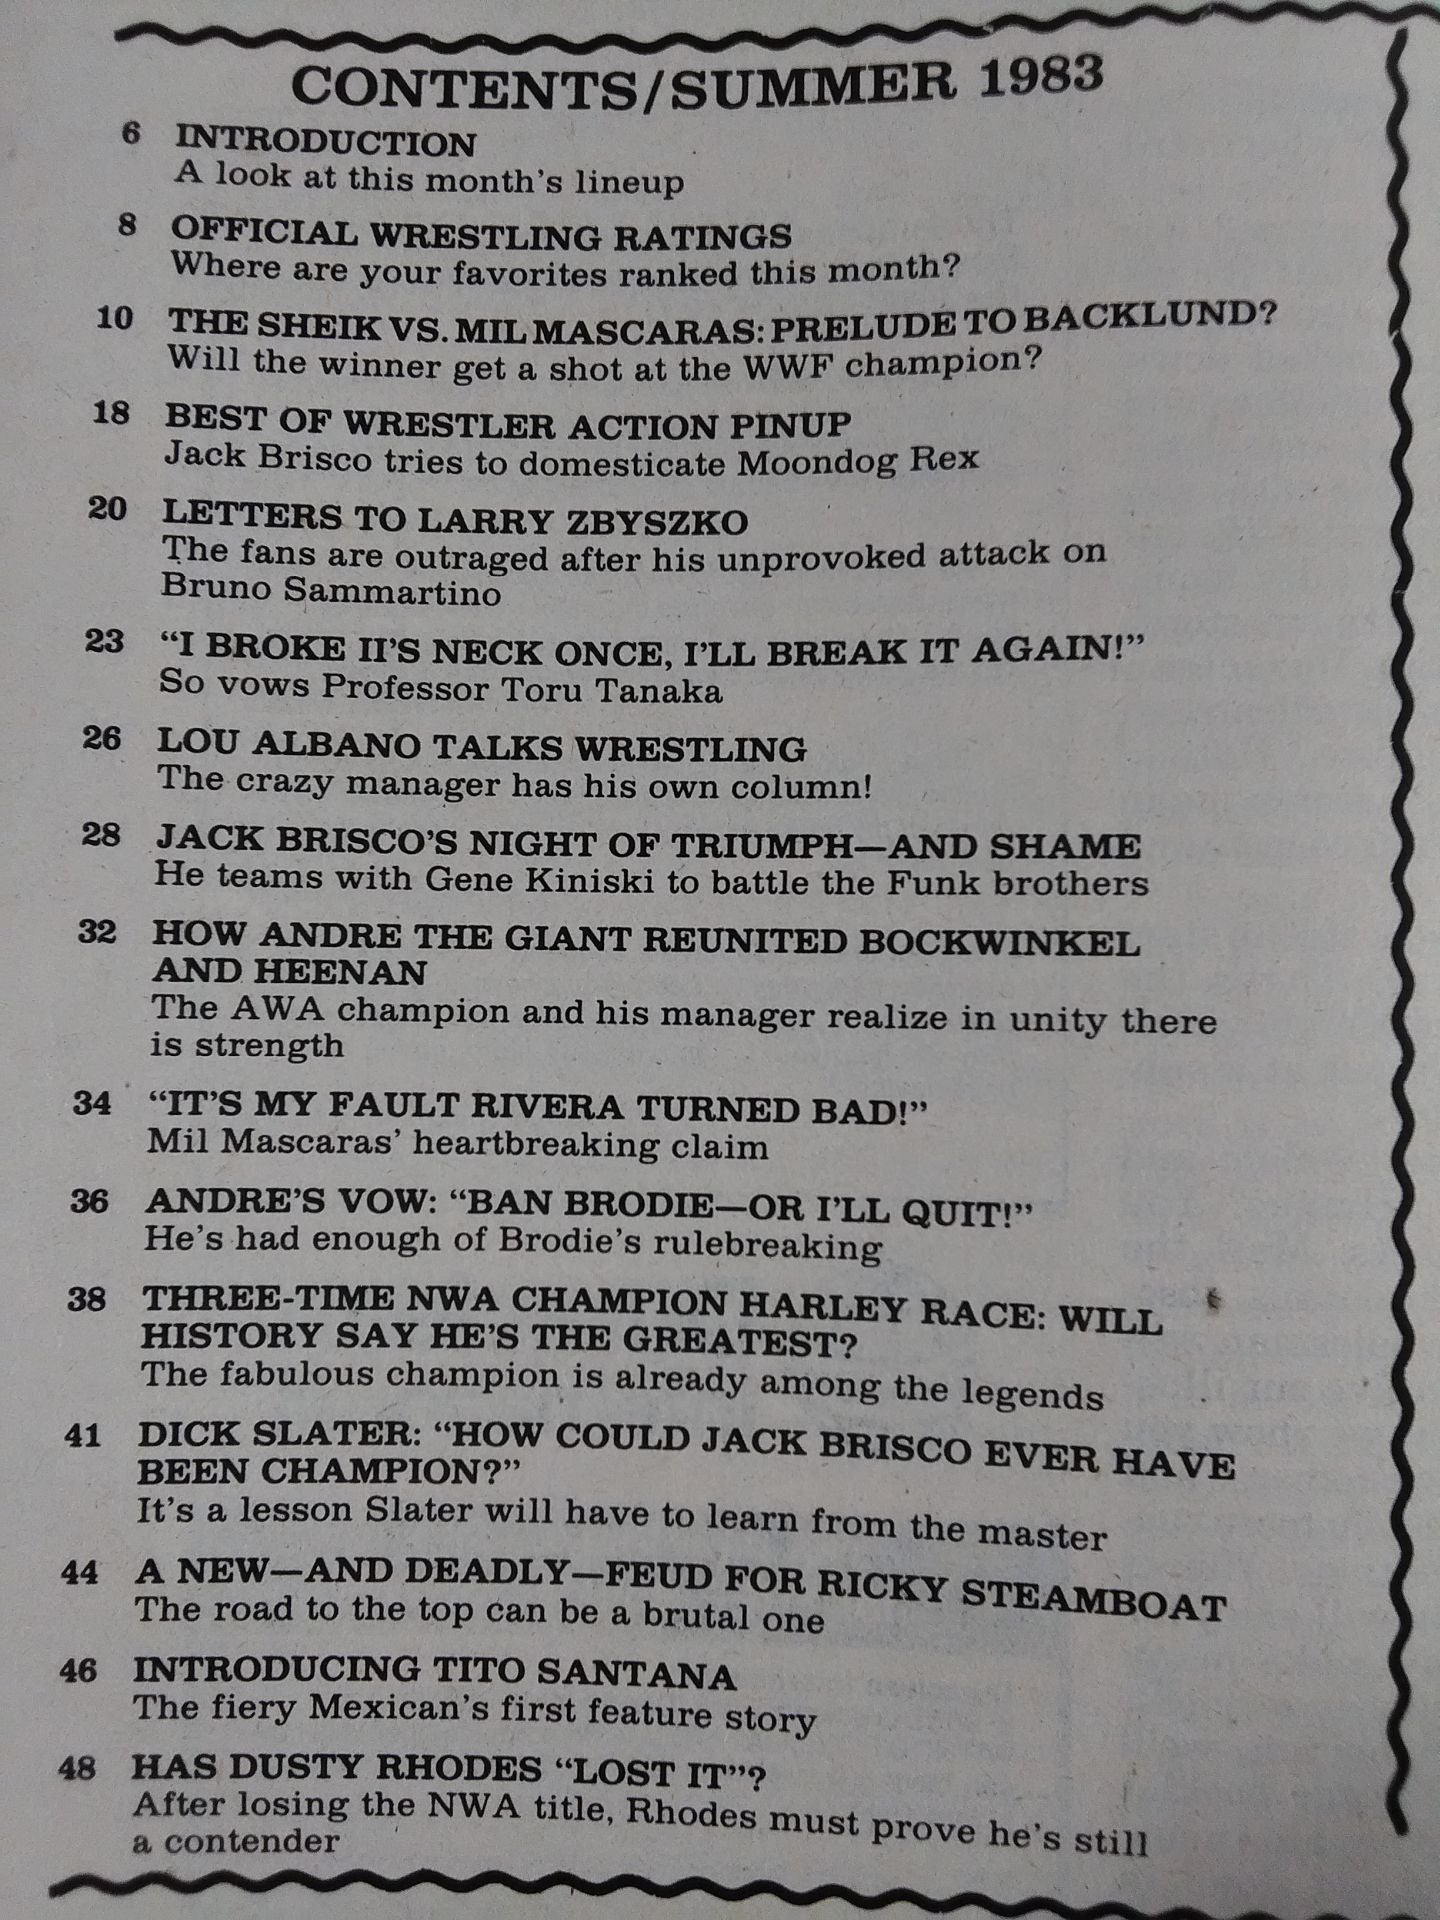 CONTENTS/SUMMER 1983
6 INTRODUCTION
A look at this month's lineup
8 OFFICIAL WRESTLING RATINGS
Where are your favorites ranked this month?
10 THE SHEIK VS. MIL MASCARAS: PRELUDE TO BACKLUND?
Will the winner get a shot at the WWF champion?
18 BEST OF WRESTLER ACTION PINUP
Jack Brisco tries to domesticate Moondog Rex
20 LETTERS TO LARRY ZBYSZKO
The fans are outraged after his unprovoked attack on
Bruno Sammartino
23 “I BROKE II'S NECK ONCE, I'LL BREAK IT AGAIN!”
So vows Professor Toru Tanaka
26 LOU ALBANO TALKS WRESTLING
The crazy manager has his own column!
28 JACK BRISCO'S NIGHT OF TRIUMPH—AND SHAME
He teams with Gene Kiniski to battle the Funk brothers
32 HOW ANDRE THE GIANT REUNITED BOCKWINKEL
AND HEENAN
The AWA champion and his manager realize in unity there
is strength
34 “IT'S MY FAULT RIVERA TURNED BAD!”
Mil Mascaras' heartbreaking claim
36 ANDRE'S VOW: “BAN BRODIE—OR I'LL QUIT!”
He's had enough of Brodie's rulebreaking
38 THREE-TIME NWA CHAMPION HARLEY RACE: WILL
HISTORY SAY HE'S THE GREATEST?
The fabulous champion is already among the legends
41 DICK SLATER: “HOW COULD JACK BRISCO EVER HAVE
BEEN CHAMPION?”
It's a lesson Slater will have to learn from the master
44 A NEW—AND DEADLY—FEUD FOR RICKY STEAMBOAT
The road to the top can be a brutal one
46 INTRODUCING TITO SANTANA
The fiery Mexican's first feature story
48 HAS DUSTY RHODES “LOST IT”?
After losing the NWA title, Rhodes must prove he's still
a contender